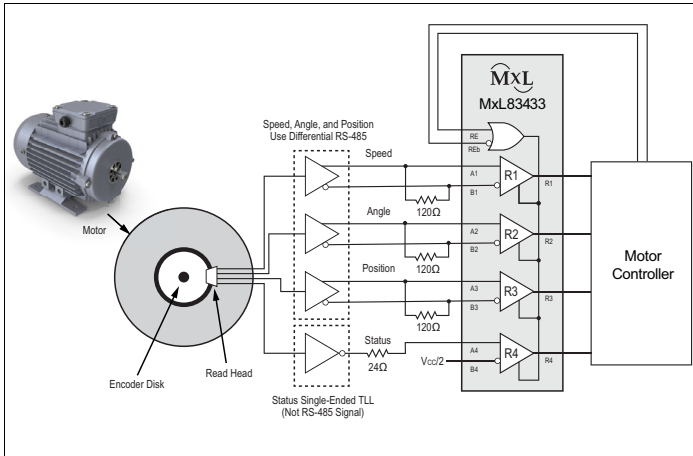 MxL
MxL83433
Speed, Angle, and Position
Use Differential RS-485
RE
REb
Speed
A1
R1
R1
B1
120Ω
Motor
Angle
A2
R2
R2
B2
120Ω
Motor
Controller
Position
A3
R3
R3
B3
120Ω
Status
A4
R4
R4
24Ω
Vcc/2
B4
Encoder Disk
Read Head
Status Single-Ended TLL
(Not RS-485 Signal)